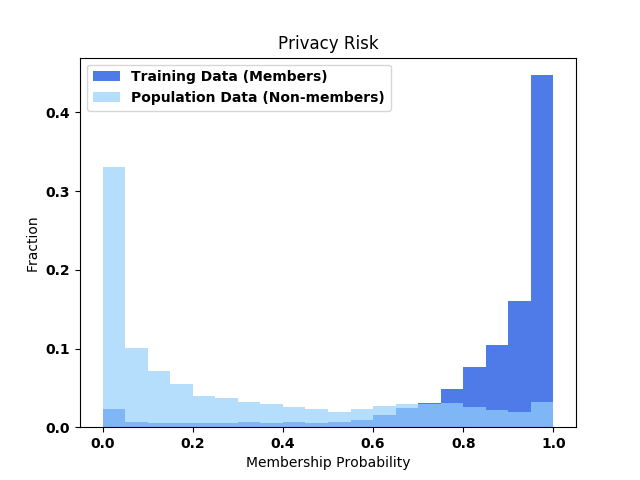 Privacy Risk
Training Data (Members)
Population Data (Non-members)
0.4
0.3
0.2
0.1
0.0
Fraction
0.0 0.2 0.4 0.6 0.8 1.0
Membership Probability